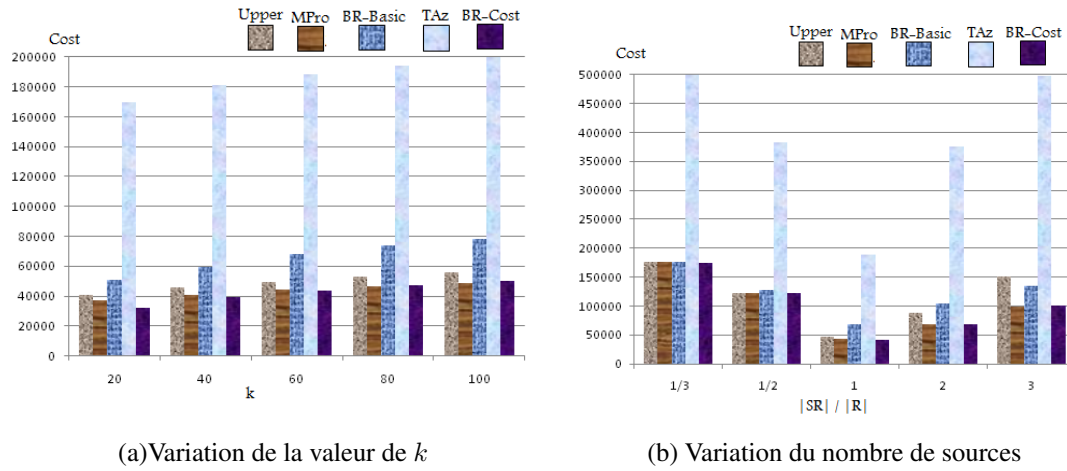 Upper MPro BR-Basic TAz BR-Cost
Cost
200000
180000
160000
140000
120000
100000
80000
60000
40000
20000
0
20 40 60 80 100
k
(a)Variation de la valeur de k
Upper MPro BR-Basic TAz BR-Cost
Cost
500000
450000
400000
350000
300000
250000
200000
150000
100000
50000
0
1/3 1/2 1 2 3
|SR| / |R|
(b) Variation du nombre de sources